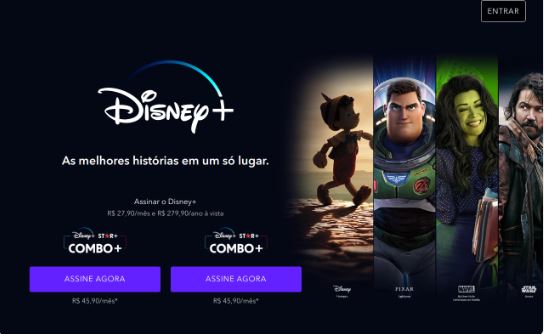 ENTRAR
Disney+
As melhores histórias em um só lugar.
Assinar o Disney+
R$ 27,90/mês e R$ 279,90/ano à vista
Disney+ STAR+
COMBO+
Disney+ STAR+
COMBO+
ASSINE AGORA
ASSINE AGORA
R$ 45,90/mês*
R$ 45,90/mês*
Disney
PIXAR
MARVEL
STAR WARS